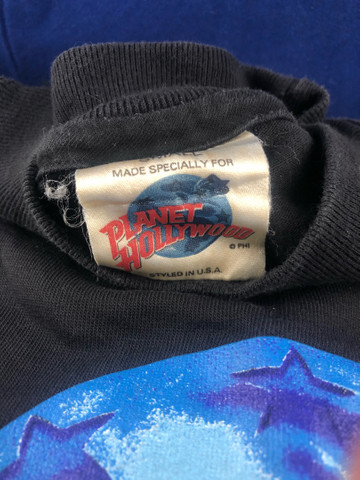 MADE SPECIALLY FOR
PLANET
HOLLYWOOD
© PHI
STYLED IN U.S.A.